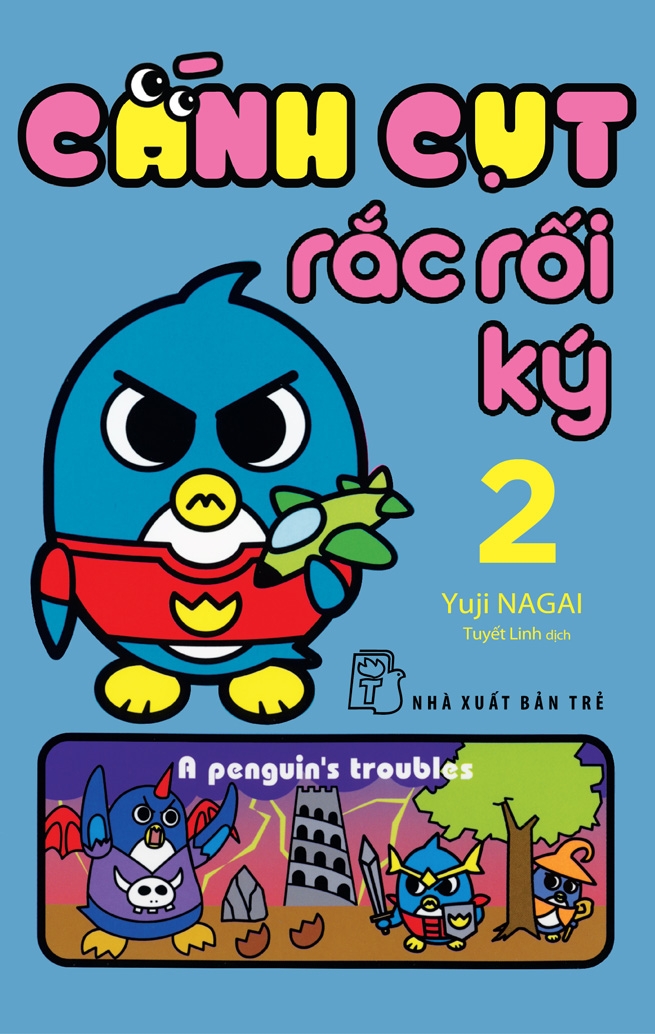 CÁNH CỤT
rắc rối
ký
2
Yuji NAGAI
Tuyết Linh dịch
T
NHÀ XUẤT BẢN TRẺ
A penguin's troubles